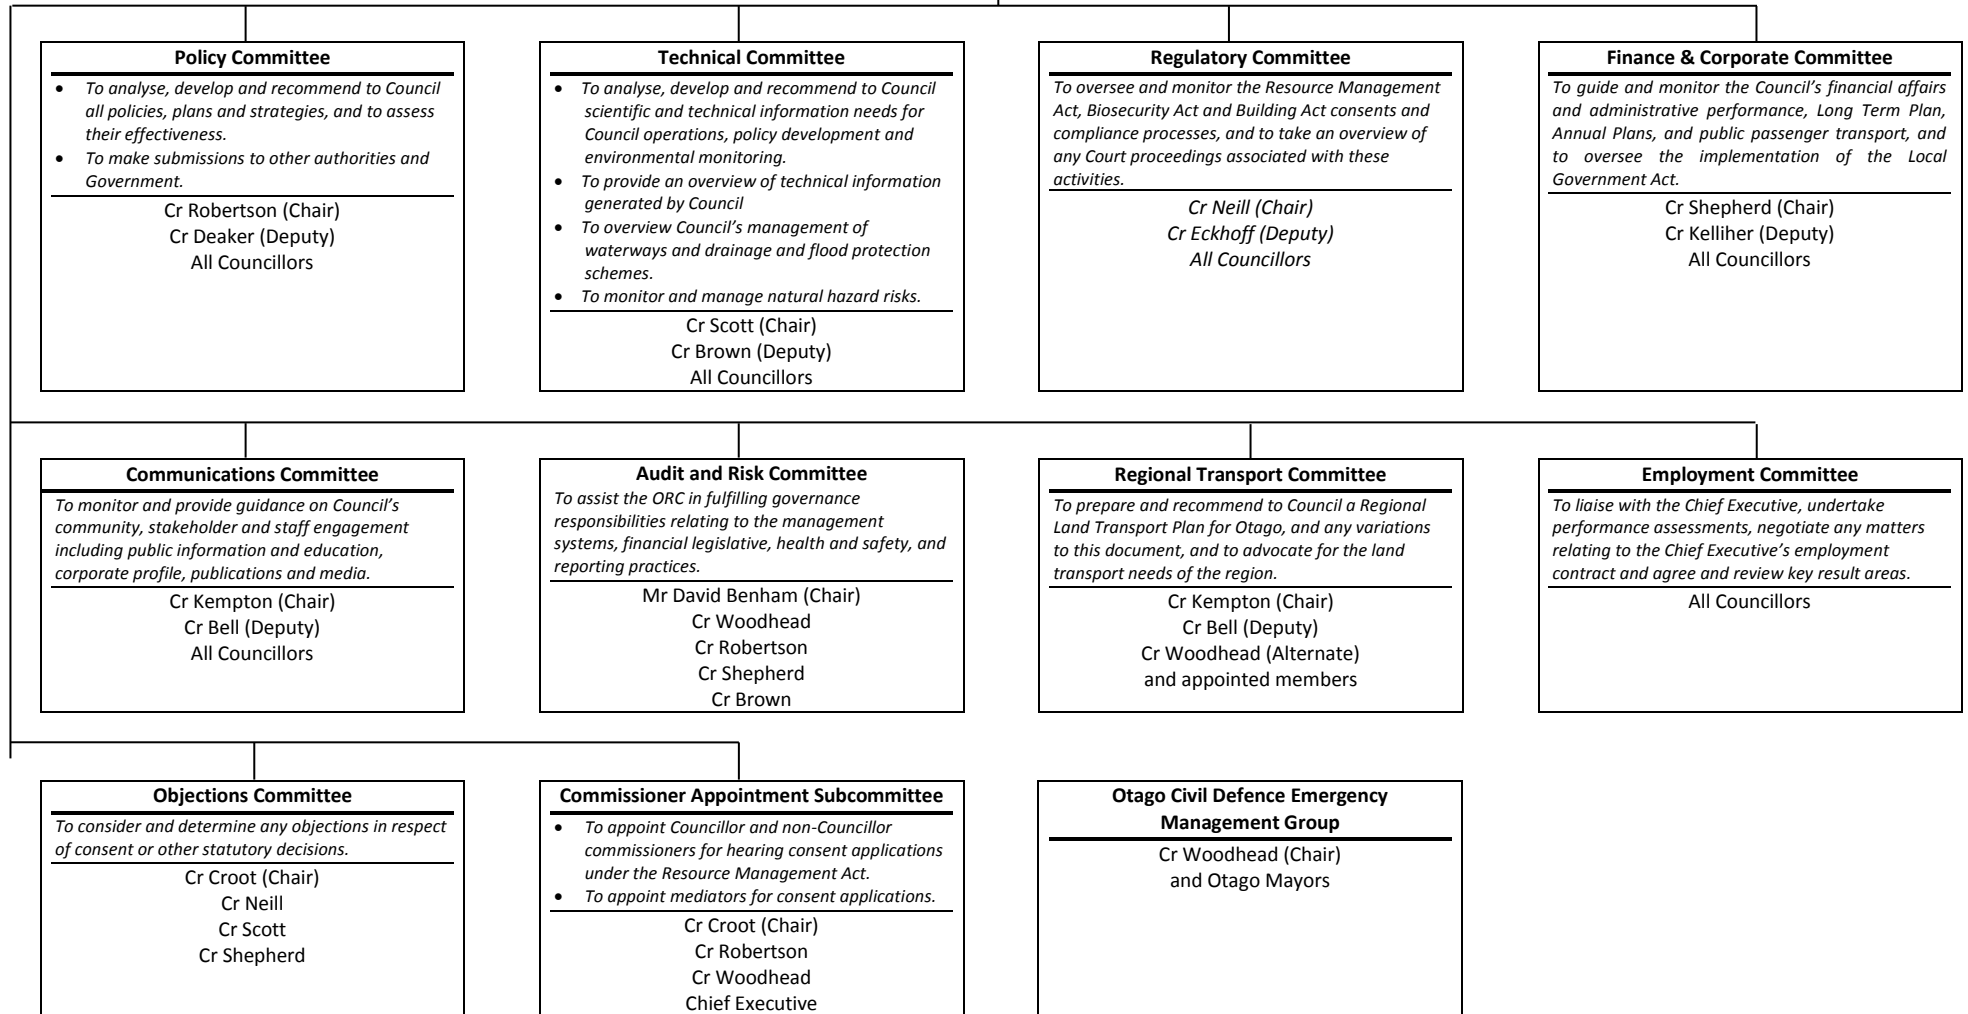 Policy Committee
• To analyse, develop and recommend to Council
all policies, plans and strategies, and to assess
their effectiveness.
• To make submissions to other authorities and
Government.
Cr Robertson (Chair)
Cr Deaker (Deputy)
All Councillors
Technical Committee
• To analyse, develop and recommend to Council
scientific and technical information needs for
Council operations, policy development and
environmental monitoring.
• To provide an overview of technical information
generated by Council
• To overview Council’s management of
waterways and drainage and flood protection
schemes.
• To monitor and manage natural hazard risks.
Cr Scott (Chair)
Cr Brown (Deputy)
All Councillors
Regulatory Committee
To oversee and monitor the Resource Management
Act, Biosecurity Act and Building Act consents and
compliance processes, and to take an overview of
any Court proceedings associated with these
activities.
Cr Neill (Chair)
Cr Eckhoff (Deputy)
All Councillors
Finance & Corporate Committee
To guide and monitor the Council’s financial affairs
and administrative performance, Long Term Plan,
Annual Plans, and public passenger transport, and
to oversee the implementation of the Local
Government Act.
Cr Shepherd (Chair)
Cr Kelliher (Deputy)
All Councillors
Communications Committee
To monitor and provide guidance on Council’s
community, stakeholder and staff engagement
including public information and education,
corporate profile, publications and media.
Cr Kempton (Chair)
Cr Bell (Deputy)
All Councillors
Audit and Risk Committee
To assist the ORC in fulfilling governance
responsibilities relating to the management
systems, financial legislative, health and safety, and
reporting practices.
Mr David Benham (Chair)
Cr Woodhead
Cr Robertson
Cr Shepherd
Cr Brown
Regional Transport Committee
To prepare and recommend to Council a Regional
Land Transport Plan for Otago, and any variations
to this document, and to advocate for the land
transport needs of the region.
Cr Kempton (Chair)
Cr Bell (Deputy)
Cr Woodhead (Alternate)
and appointed members
Employment Committee
To liaise with the Chief Executive, undertake
performance assessments, negotiate any matters
relating to the Chief Executive’s employment
contract and agree and review key result areas.
All Councillors
Objections Committee
To consider and determine any objections in respect
of consent or other statutory decisions.
Cr Croot (Chair)
Cr Neill
Cr Scott
Cr Shepherd
Commissioner Appointment Subcommittee
• To appoint Councillor and non-Councillor
commissioners for hearing consent applications
under the Resource Management Act.
• To appoint mediators for consent applications.
Cr Croot (Chair)
Cr Robertson
Cr Woodhead
Chief Executive
Otago Civil Defence Emergency
Management Group
Cr Woodhead (Chair)
and Otago Mayors